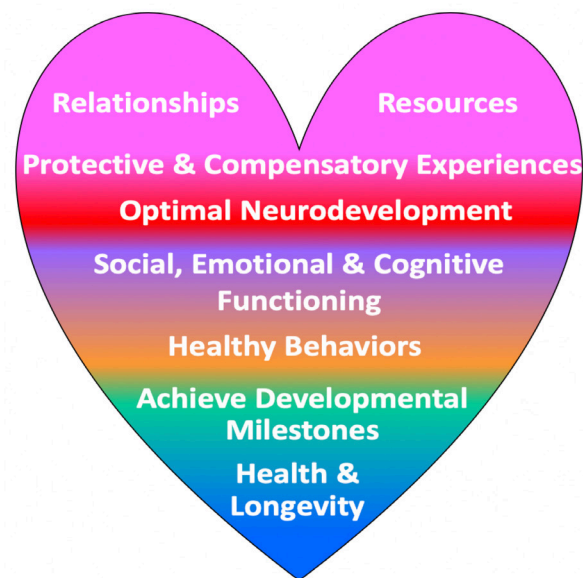 Relationships
Resources
Protective & Compensatory Experiences
Optimal Neurodevelopment
Social, Emotional & Cognitive
Functioning
Healthy Behaviors
Achieve Developmental
Milestones
Health &
Longevity